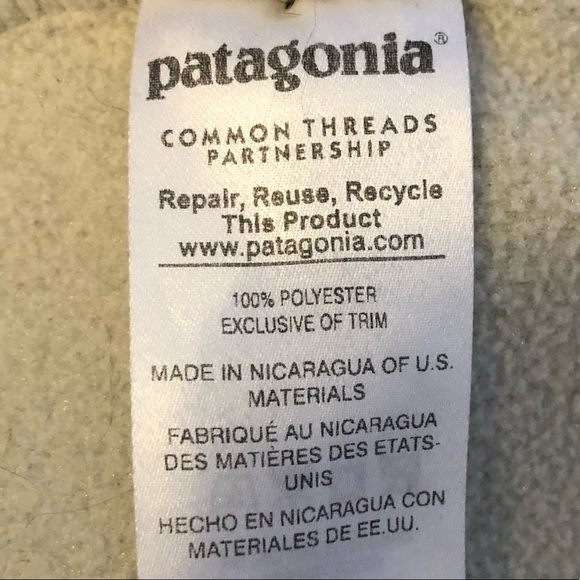 patagonia®
COMMON THREADS
PARTNERSHIP
Repair, Reuse, Recycle
This Product
www.patagonia.com
100% POLYESTER
EXCLUSIVE OF TRIM
MADE IN NICARAGUA OF U.S.
MATERIALS
FABRIQUÉ AU NICARAGUA
DES MATIÈRES DES ETATS-
UNIS
HECHO EN NICARAGUA CON
MATERIALES DE EE.UU.